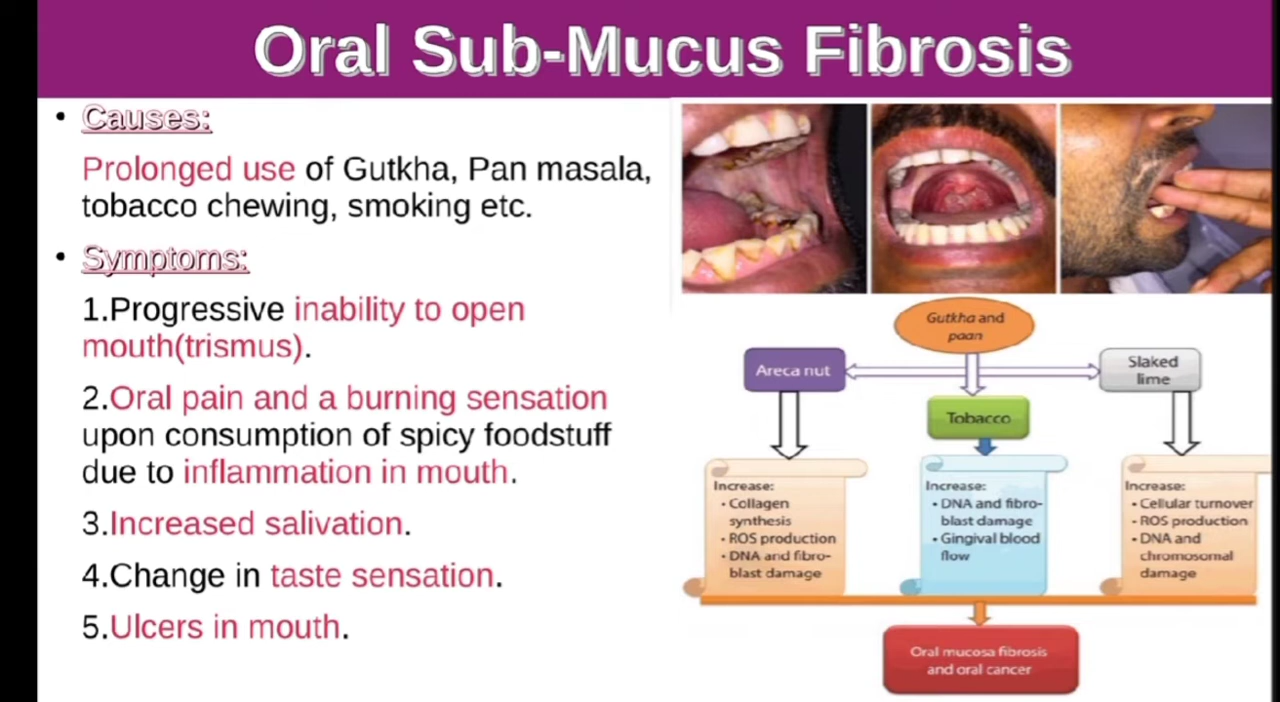 Oral Sub-Mucus Fibrosis
• Causes:
Prolonged use of Gutkha, Pan masala,
tobacco chewing, smoking etc.
• Symptoms:
1.Progressive inability to open
mouth(trismus).
2.Oral pain and a burning sensation
upon consumption of spicy foodstuff
due to inflammation in mouth.
3.Increased salivation.
4.Change in taste sensation.
5.Ulcers in mouth.
Gutkha and
paan
Areca nut
Slaked
lime
Tobacco
Increase:
• Collagen
synthesis
• ROS production
• DNA and fibro-
blast damage
Increase:
• DNA and fibro-
blast damage
• Gingival blood
flow
Increase:
• Cellular turnover
• ROS production
• DNA and
chromosomal
damage
Oral mucosa fibrosis
and oral cancer